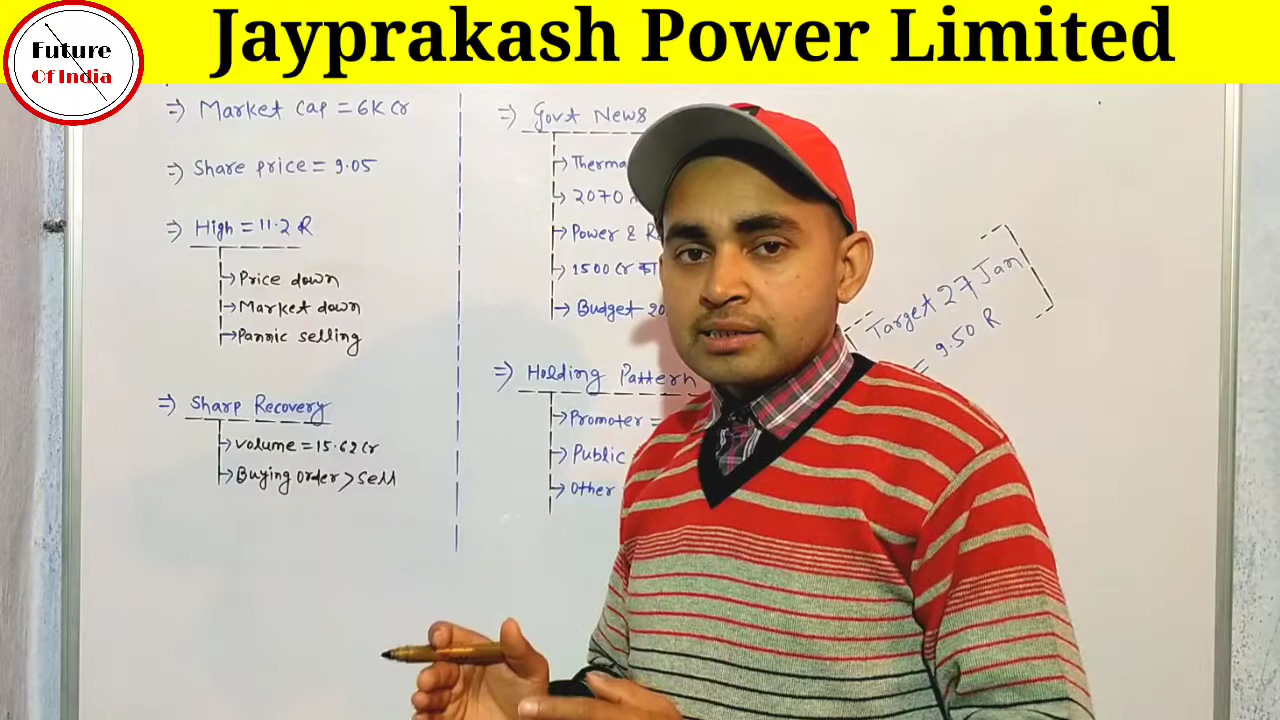 Jayprakash Power Limited
Future
Of India
=> Market Cap = 6K Cr
=> Share price = 9.05
=> High = 11.2 R
→ Price down
→ Market down
→ Pannic selling
=> Sharp Recovery
→ volume = 15.62 Cr
→ Buying order > Sell
=> Govt News
→ Therma
→ 2070
→ Power & R
→ 1500 Cr का
→ Budget 20
=> Holding Pattern
→ Promoter =
→ Public
→ Other
Target 27 Jan
= 9.50 R